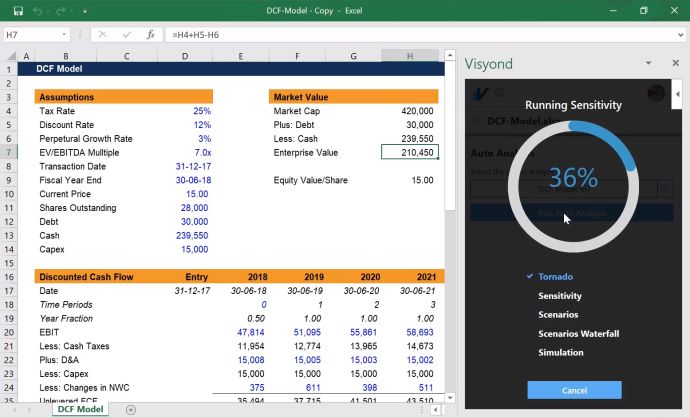 DCF-Model - Copy - Excel
H7 fx =H4+H5-H6
A B C D E F G H
1 DCF Model
2
3 Assumptions Market Value
4 Tax Rate 25% Market Cap 420,000
5 Discount Rate 12% Plus: Debt 30,000
6 Perpetural Growth Rate 3% Less: Cash 239,550
7 EV/EBITDA Mulltiple 7.0x Enterprise Value 210,450
8 Transaction Date 31-12-17
9 Fiscal Year End 30-06-18 Equity Value/Share 15.00
10 Current Price 15.00
11 Shares Outstanding 28,000
12 Debt 30,000
13 Cash 239,550
14 Capex 15,000
15
16 Discounted Cash Flow Entry 2018 2019 2020 2021
17 Date 31-12-17 30-06-18 30-06-19 30-06-20 30-06-21
18 Time Periods 0 1 2 3
19 Year Fraction 0.50 1.00 1.00 1.00
20 EBIT 47,814 51,095 55,861 58,693
21 Less: Cash Taxes 11,954 12,774 13,965 14,673
22 Plus: D&A 15,008 15,005 15,003 15,002
23 Less: Capex 15,000 15,000 15,000 15,000
24 Less: Changes in NWC 375 611 398 511
25 Unlevered FCF 35,494 37,715 41,501 43,510
DCF Model
Visyond
Running Sensitivity
DCF-Model.xlsx
Auto Analysis
36%
Run Auto Analysis
Tornado
Sensitivity
Scenarios
Scenarios Waterfall
Simulation
Cancel